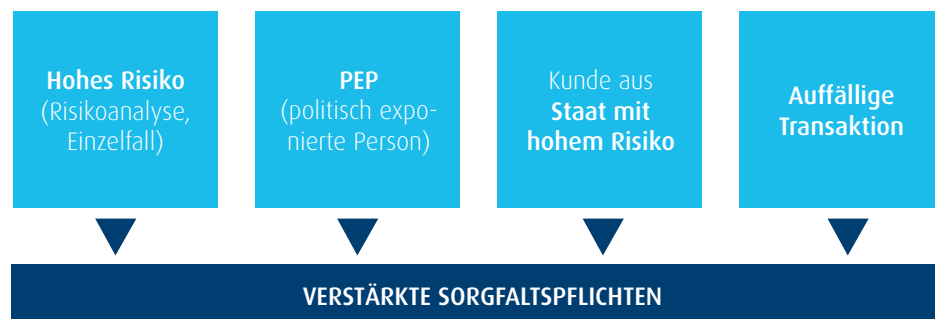 Hohes Risiko
(Risikoanalyse,
Einzelfall)
PEP
(politisch expo-
nierte Person)
Kunde aus
Staat mit
hohem Risiko
Auffällige
Transaktion
VERSTÄRKTE SORGFALTSPFLICHTEN